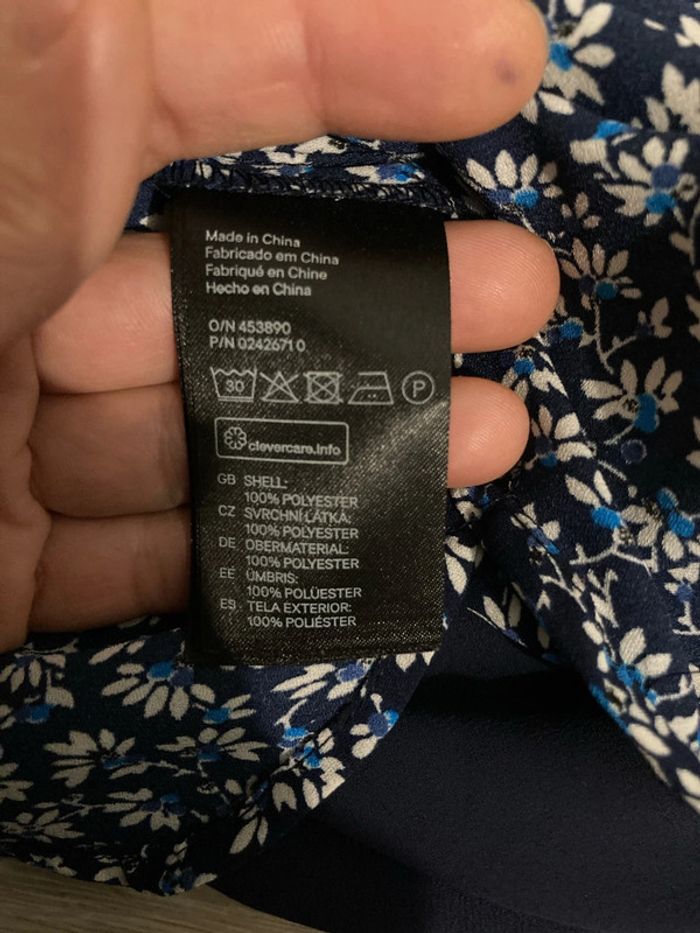 Made in China
Fabricado em China
Fabriqué en Chine
Hecho en China
O/N 453890
P/N 0242671 0
30 P
clevercare.info
GB SHELL:
100% POLYESTER
CZ SVRCHNÍ LÁTKA:
100% POLYESTER
DE OBERMATERIAL:
100% POLYESTER
EE ÜMBRIS:
100% POLÜESTER
ES TELA EXTERIOR:
100% POLIÉSTER